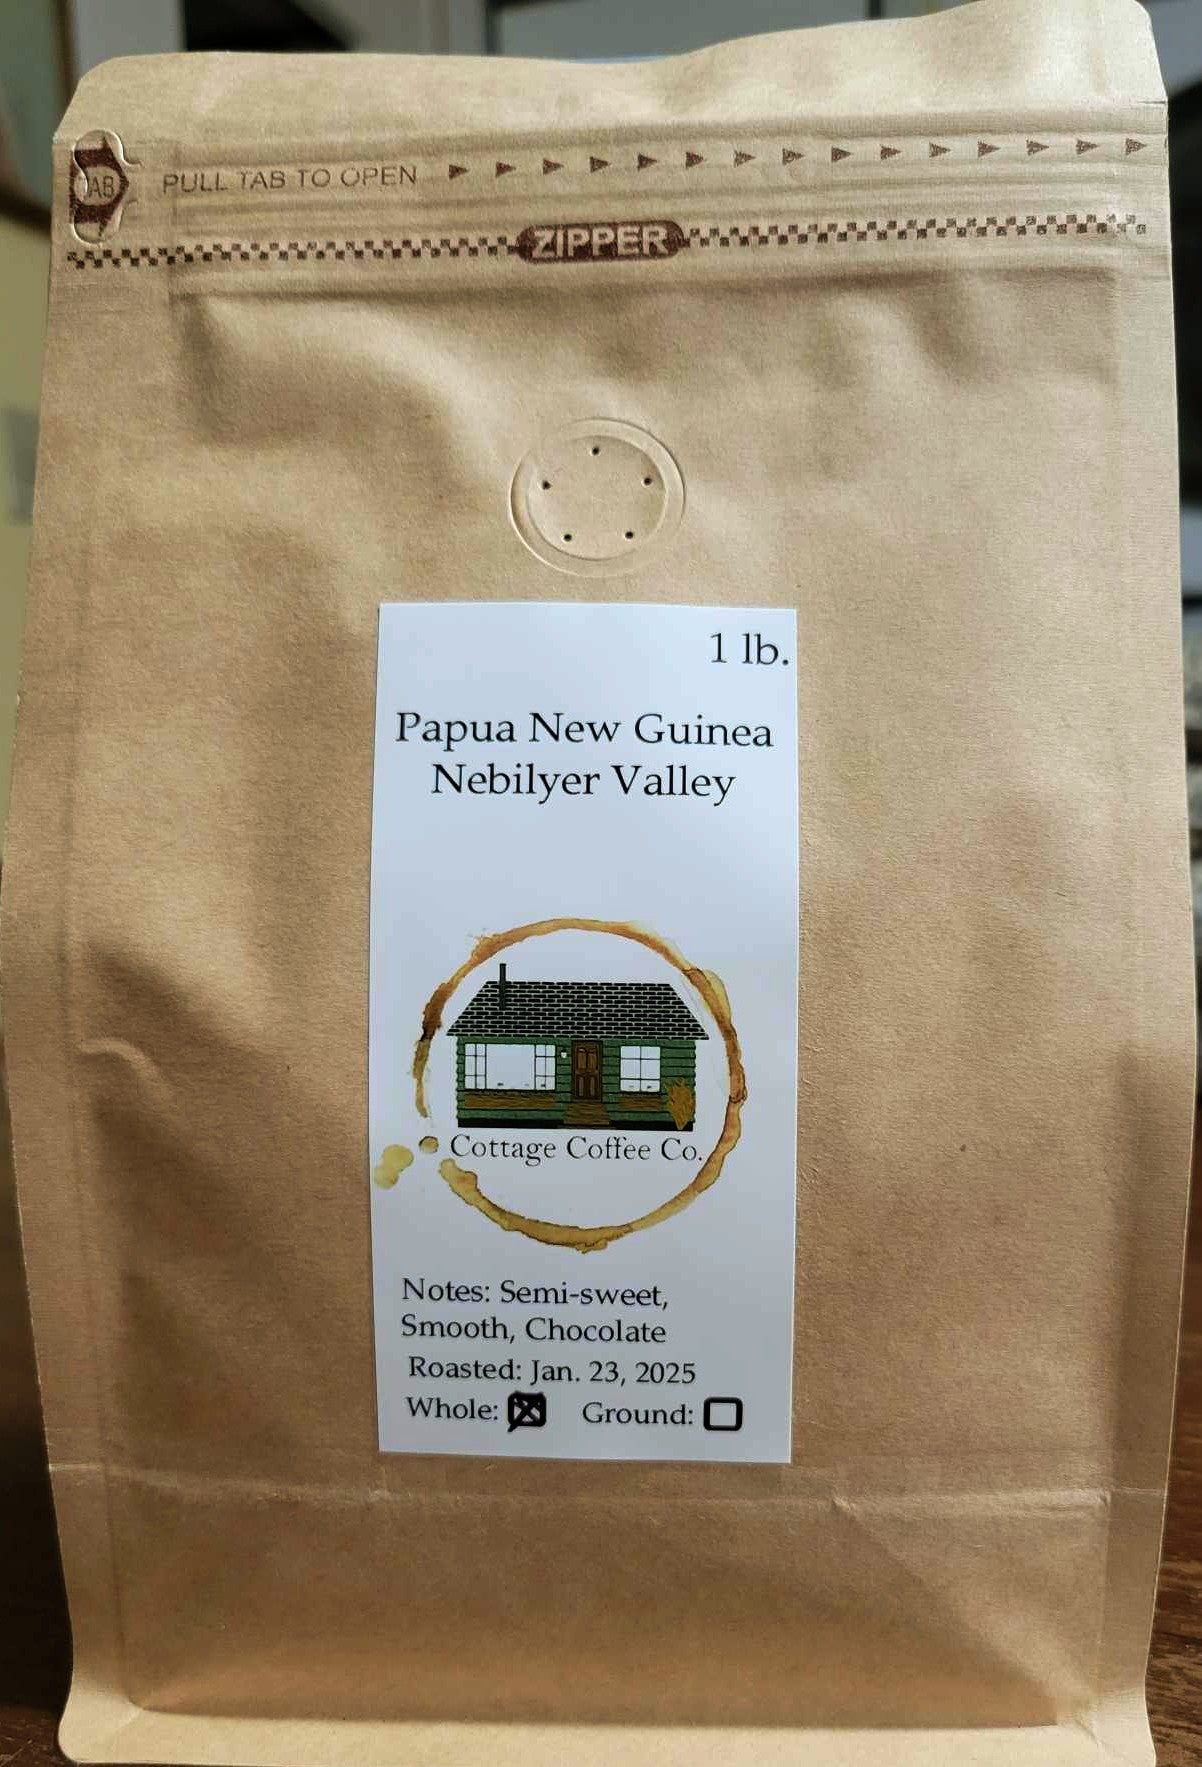 AB
PULL TAB TO OPEN
ZIPPER
1 lb.
Papua New Guinea
Nebilyer Valley
Cottage Coffee Co.
Notes: Semi-sweet,
Smooth, Chocolate
Roasted: Jan. 23, 2025
Whole: Ground: